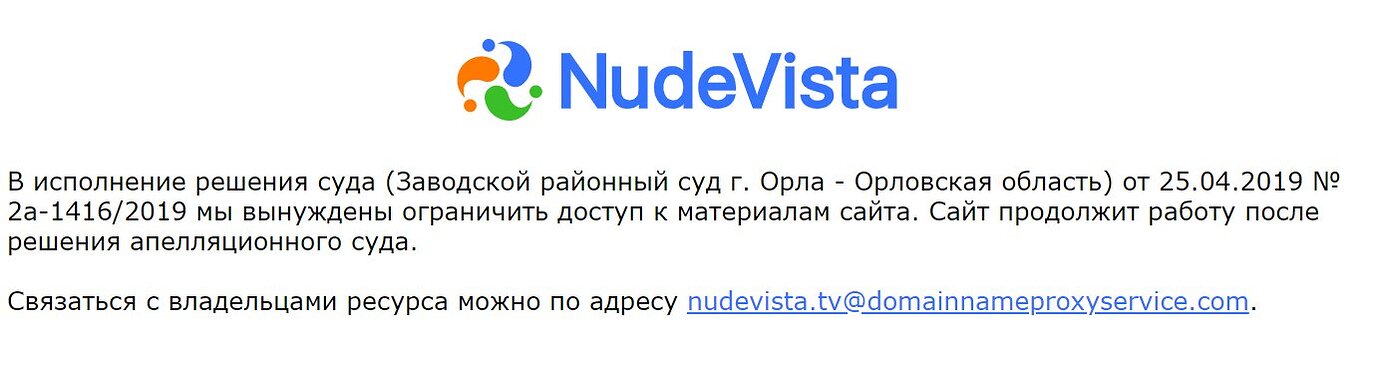 NudeVista
В исполнение решения суда (Заводской районный суд г. Орла - Орловская область) от 25.04.2019 №
2а-1416/2019 мы вынуждены ограничить доступ к материалам сайта. Сайт продолжит работу после
решения апелляционного суда.
Связаться с владельцами ресурса можно по адресу nudevista.tv@domainnameproxyservice.com.